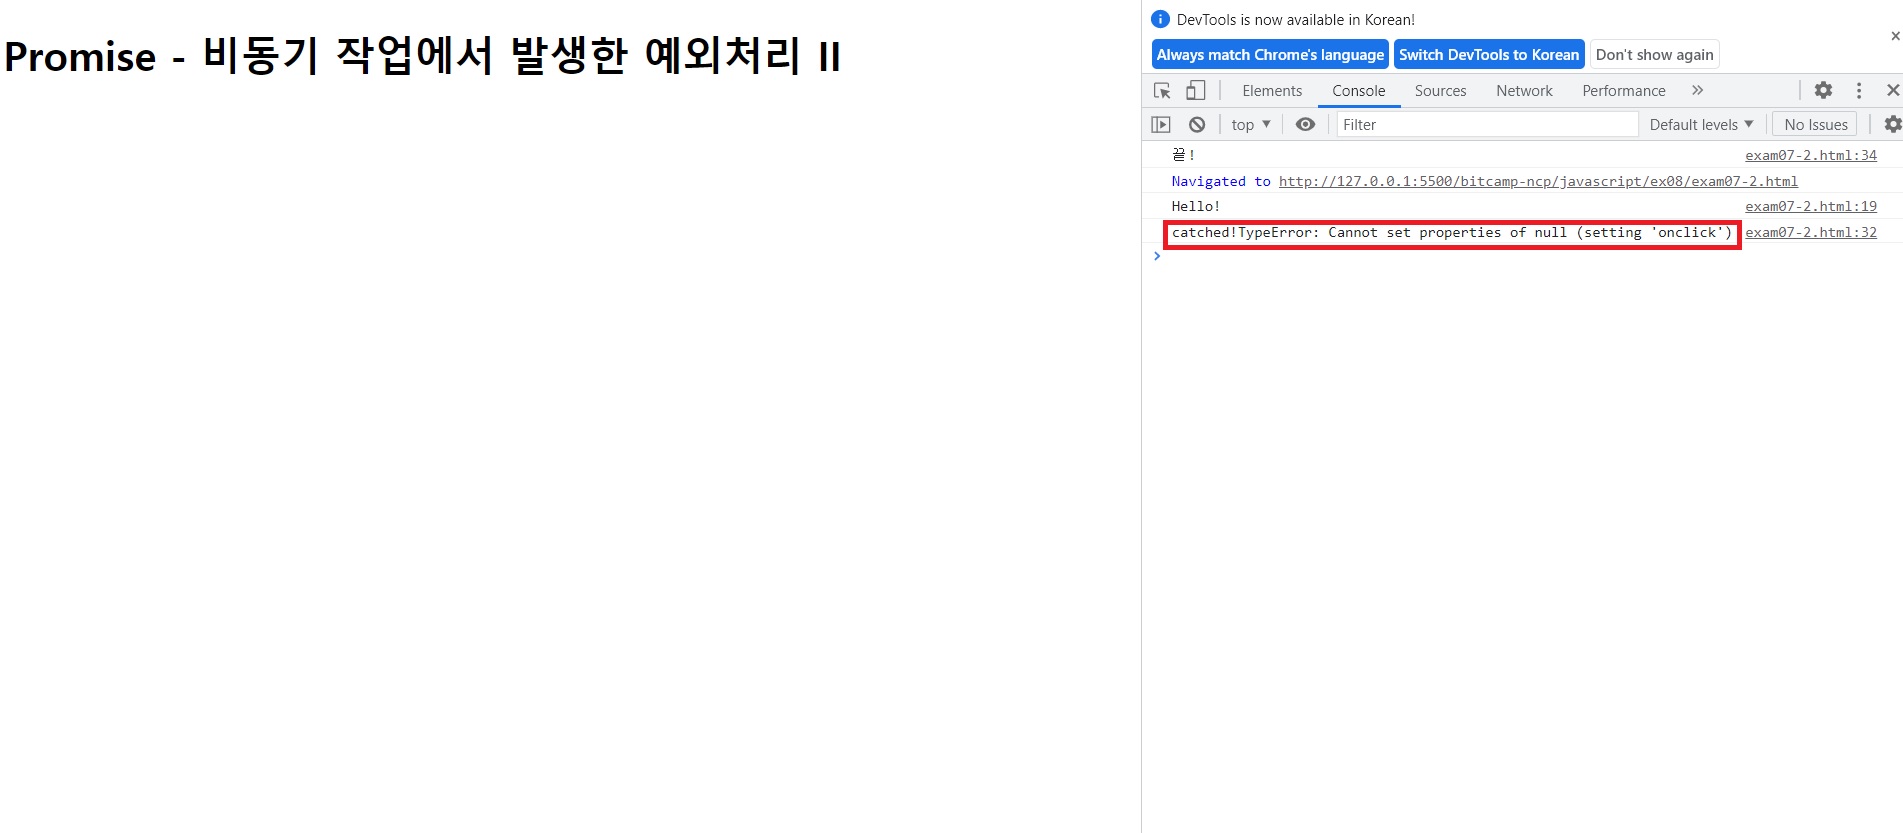 Promise - 비동기 작업에서 발생한 예외처리 II
DevTools is now available in Korean!
Always match Chrome's language Switch DevTools to Korean Don't show again
Elements Console Sources Network Performance
top Filter Default levels No Issues
끝! exam07-2.html:34
Navigated to http://127.0.0.1:5500/bitcamp-ncp/javascript/ex08/exam07-2.html
Hello! exam07-2.html:19
catched!TypeError: Cannot set properties of null (setting 'onclick') exam07-2.html:32